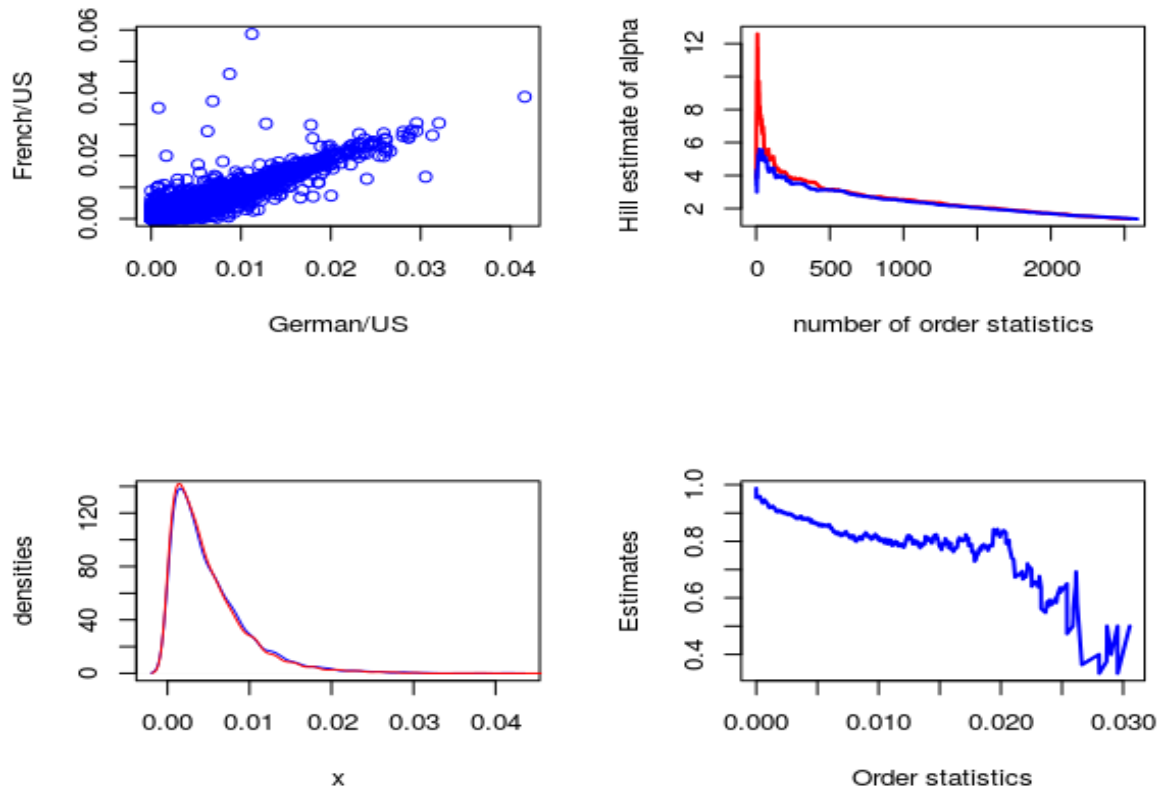 French/US
0.06
0.04
0.02
0.00
0.00 0.01 0.02 0.03 0.04
German/US
Hill estimate of alpha
12
8
6
4
2
0 500 1000 2000
number of order statistics
densities
120
80
40
0
0.00 0.01 0.02 0.03 0.04
x
Estimates
1.0
0.8
0.6
0.4
0.000 0.010 0.020 0.030
Order statistics